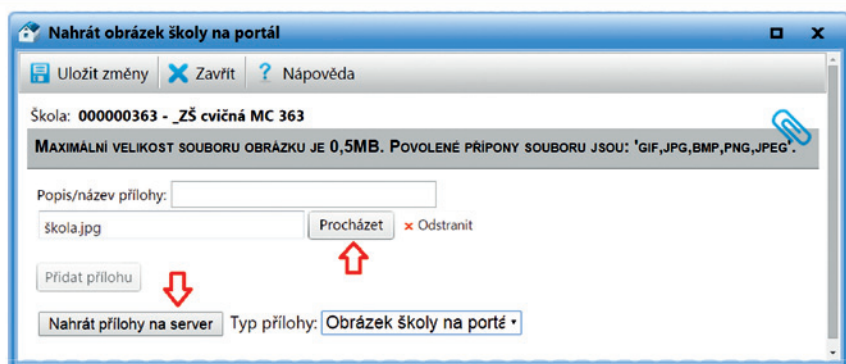 Nahrát obrázek školy na portál
Uložit změny Zavřít ? Nápověda
Škola: 000000363 - _ZŠ cvičná MC 363
MAXIMÁLNÍ VELIKOST SOUBORU OBRÁZKU JE 0,5MB. POVOLENÉ PŘÍPONY SOUBORU JSOU: 'GIF,JPG,BMP,PNG,JPEG'.
Popis/název přílohy:
škola.jpg Procházet x Odstranit
Přidat přílohu
Nahrát přílohy na server Typ přílohy: Obrázek školy na porté